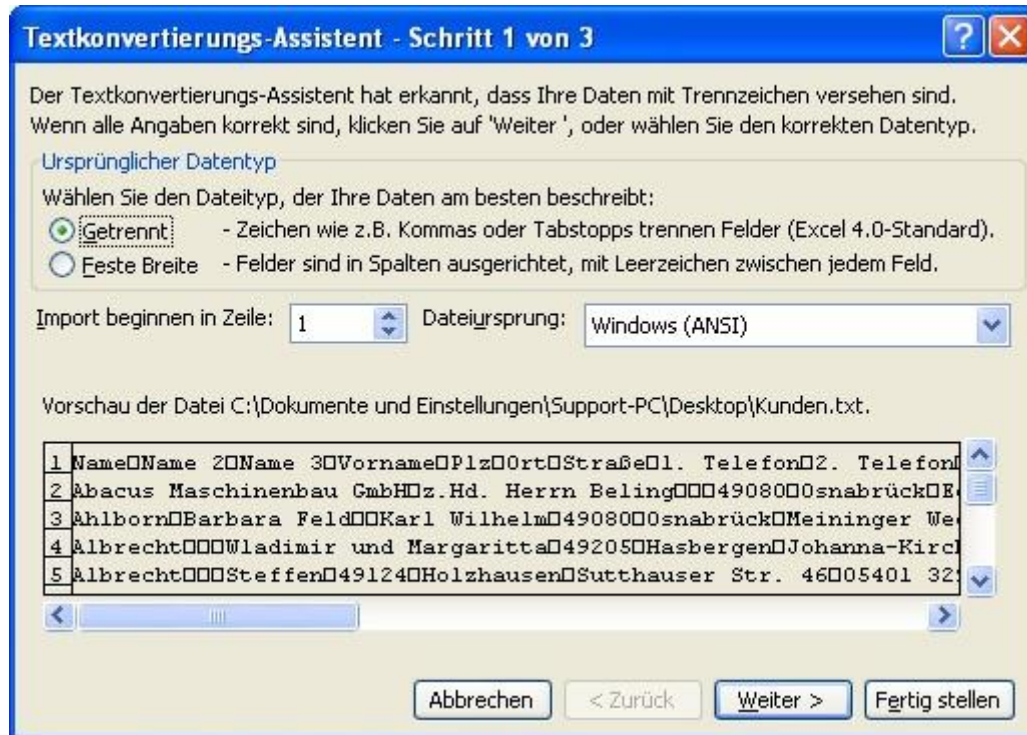 Textkonvertierungs-Assistent - Schritt 1 von 3
Der Textkonvertierungs-Assistent hat erkannt, dass Ihre Daten mit Trennzeichen versehen sind.
Wenn alle Angaben korrekt sind, klicken Sie auf 'Weiter ', oder wählen Sie den korrekten Datentyp.
Ursprünglicher Datentyp
Wählen Sie den Dateityp, der Ihre Daten am besten beschreibt:
Getrennt - Zeichen wie z.B. Kommas oder Tabstopps trennen Felder (Excel 4.0-Standard).
Feste Breite - Felder sind in Spalten ausgerichtet, mit Leerzeichen zwischen jedem Feld.
Import beginnen in Zeile: 1 Dateiursprung: Windows (ANSI)
Vorschau der Datei C:\Dokumente und Einstellungen\Support-PC\Desktop\Kunden.txt.
1 Name□Name 2□Name 3□Vorname□Plz□Ort□Straße□1. Telefon□2. Telefon□
2 Abacus Maschinenbau GmbH□z.Hd. Herrn Beling□□□49080□Osnabrück□
3 Ahlborn□Barbara Feld□□Karl Wilhelm□49080□Osnabrück□Meininger
4 Albrecht□□□Wladimir und Margaritta□49205□Hasbergen□
5 Albrecht□□□Steffen□49124□Holzhausen□Sutthauser Str. 46□05401
Abbrechen < Zurück Weiter > Fertig stellen